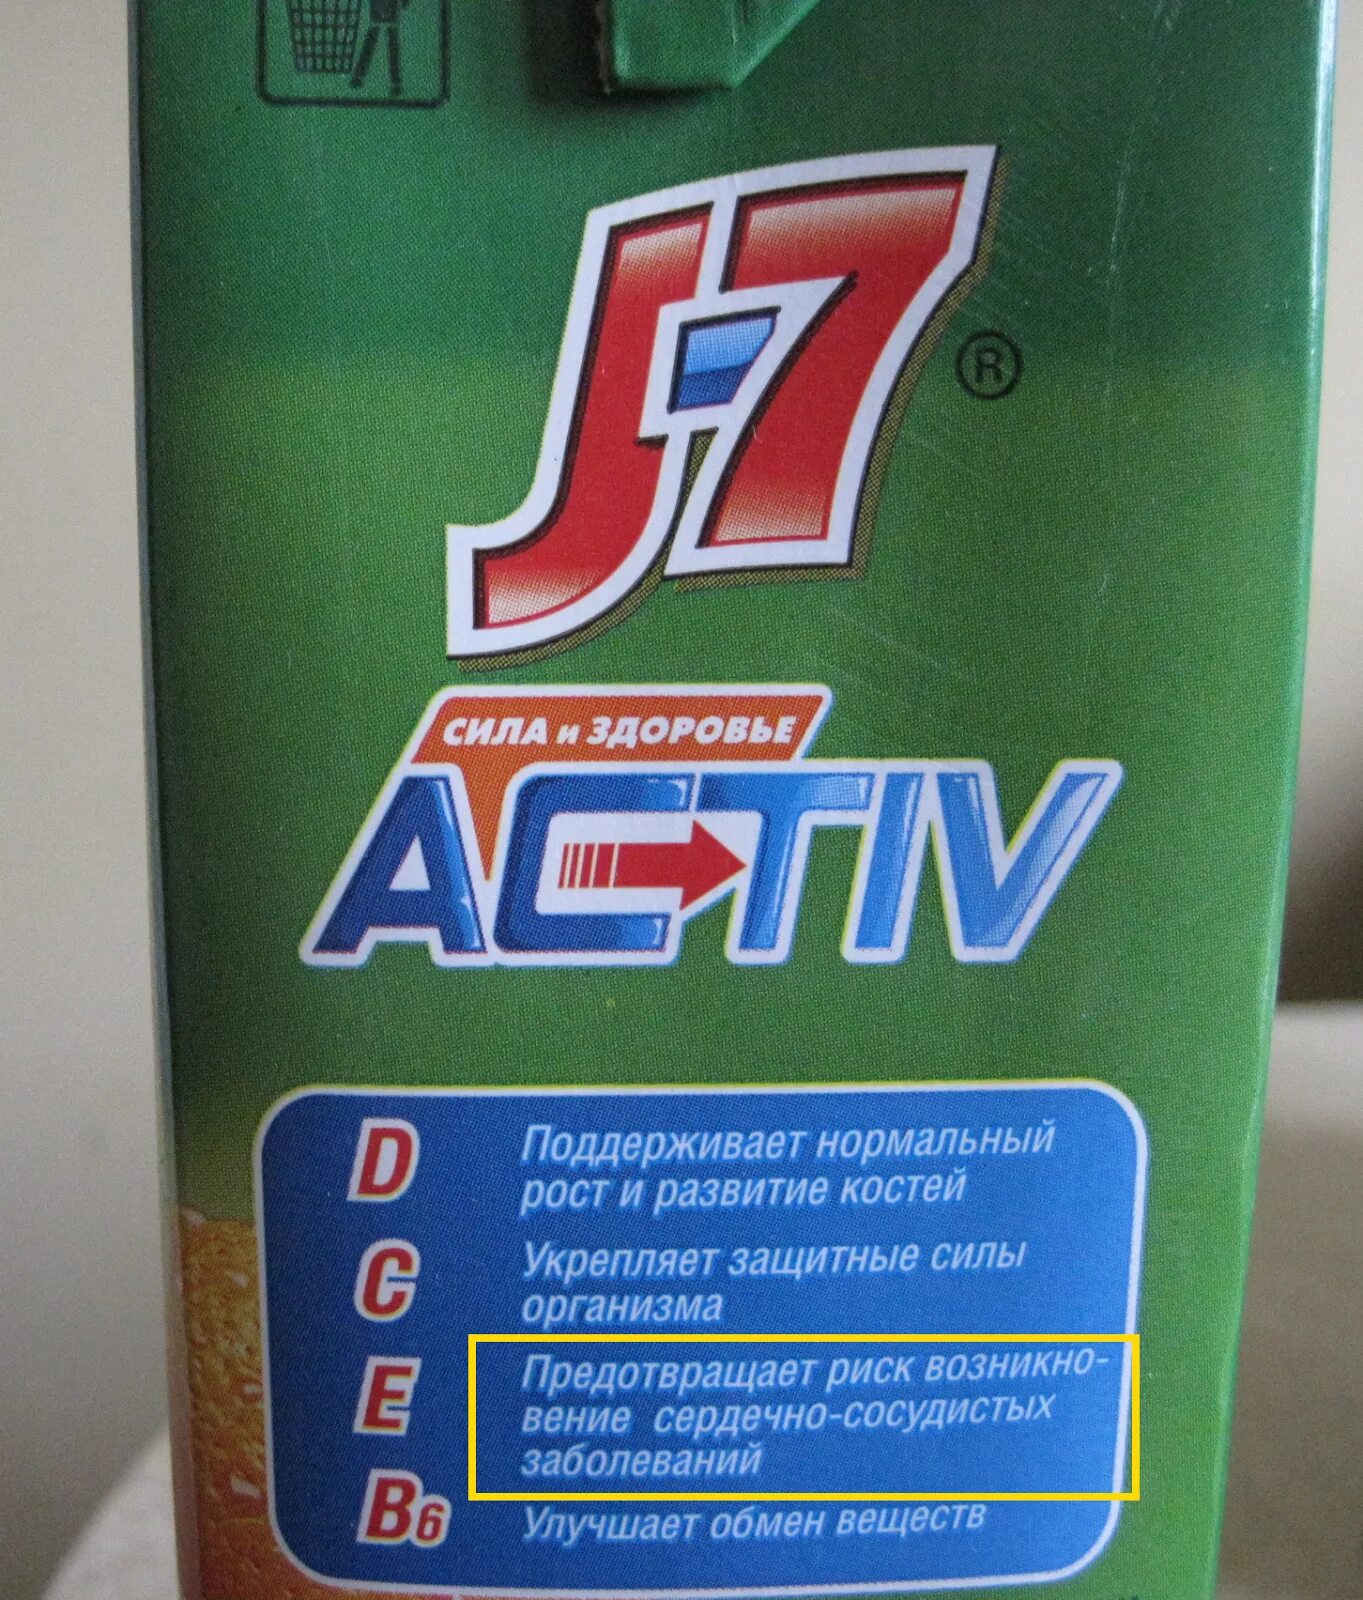 J7
®
СИЛА и ЗДОРОВЬЕ
ACTIV
D Поддерживает нормальный
рост и развитие костей
C Укрепляет защитные силы
организма
E Предотвращает риск возникно-
вение сердечно-сосудистых
заболеваний
B6 Улучшает обмен веществ